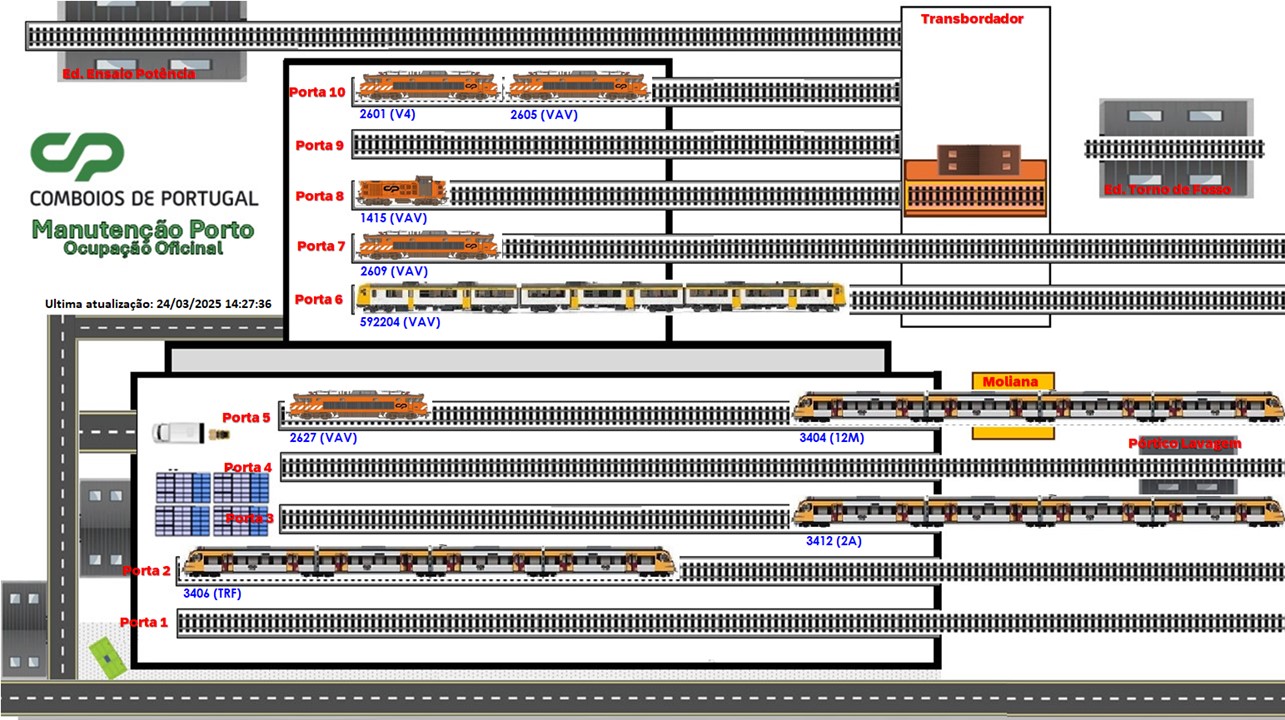 Transbordador
Ed. Ensaio Potência
Porta 10
2601 (V4)
2605 (VAV)
Porta 9
CP
COMBOIOS DE PORTUGAL
Manutenção Porto
Ocupação Oficinal
Porta 8
1415 (VAV)
Ed. Torno de Fosso
Porta 7
2609 (VAV)
Ultima atualização: 24/03/2025 14:27:36
Porta 6
592204 (VAV)
Moliana
Porta 5
2627 (VAV)
3404 (12M)
Pórtico Lavagem
Porta 4
Porta 3
3412 (2A)
Porta 2
3406 (TRF)
Porta 1